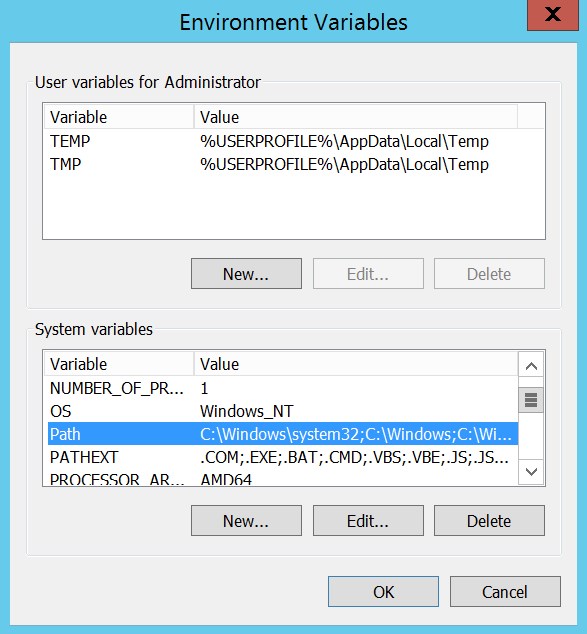 Environment Variables
X
User variables for Administrator
Variable Value
TEMP %USERPROFILE%\AppData\Local\Temp
TMP %USERPROFILE%\AppData\Local\Temp
New... Edit... Delete
System variables
Variable Value
NUMBER_OF_PR... 1
OS Windows_NT
Path C:\Windows\system32;C:\Windows;C:\Wi...
PATHEXT .COM;.EXE;.BAT;.CMD;.VBS;.VBE;.JS;.JS...
PROCESSOR_AR... AMD64
New... Edit... Delete
OK Cancel